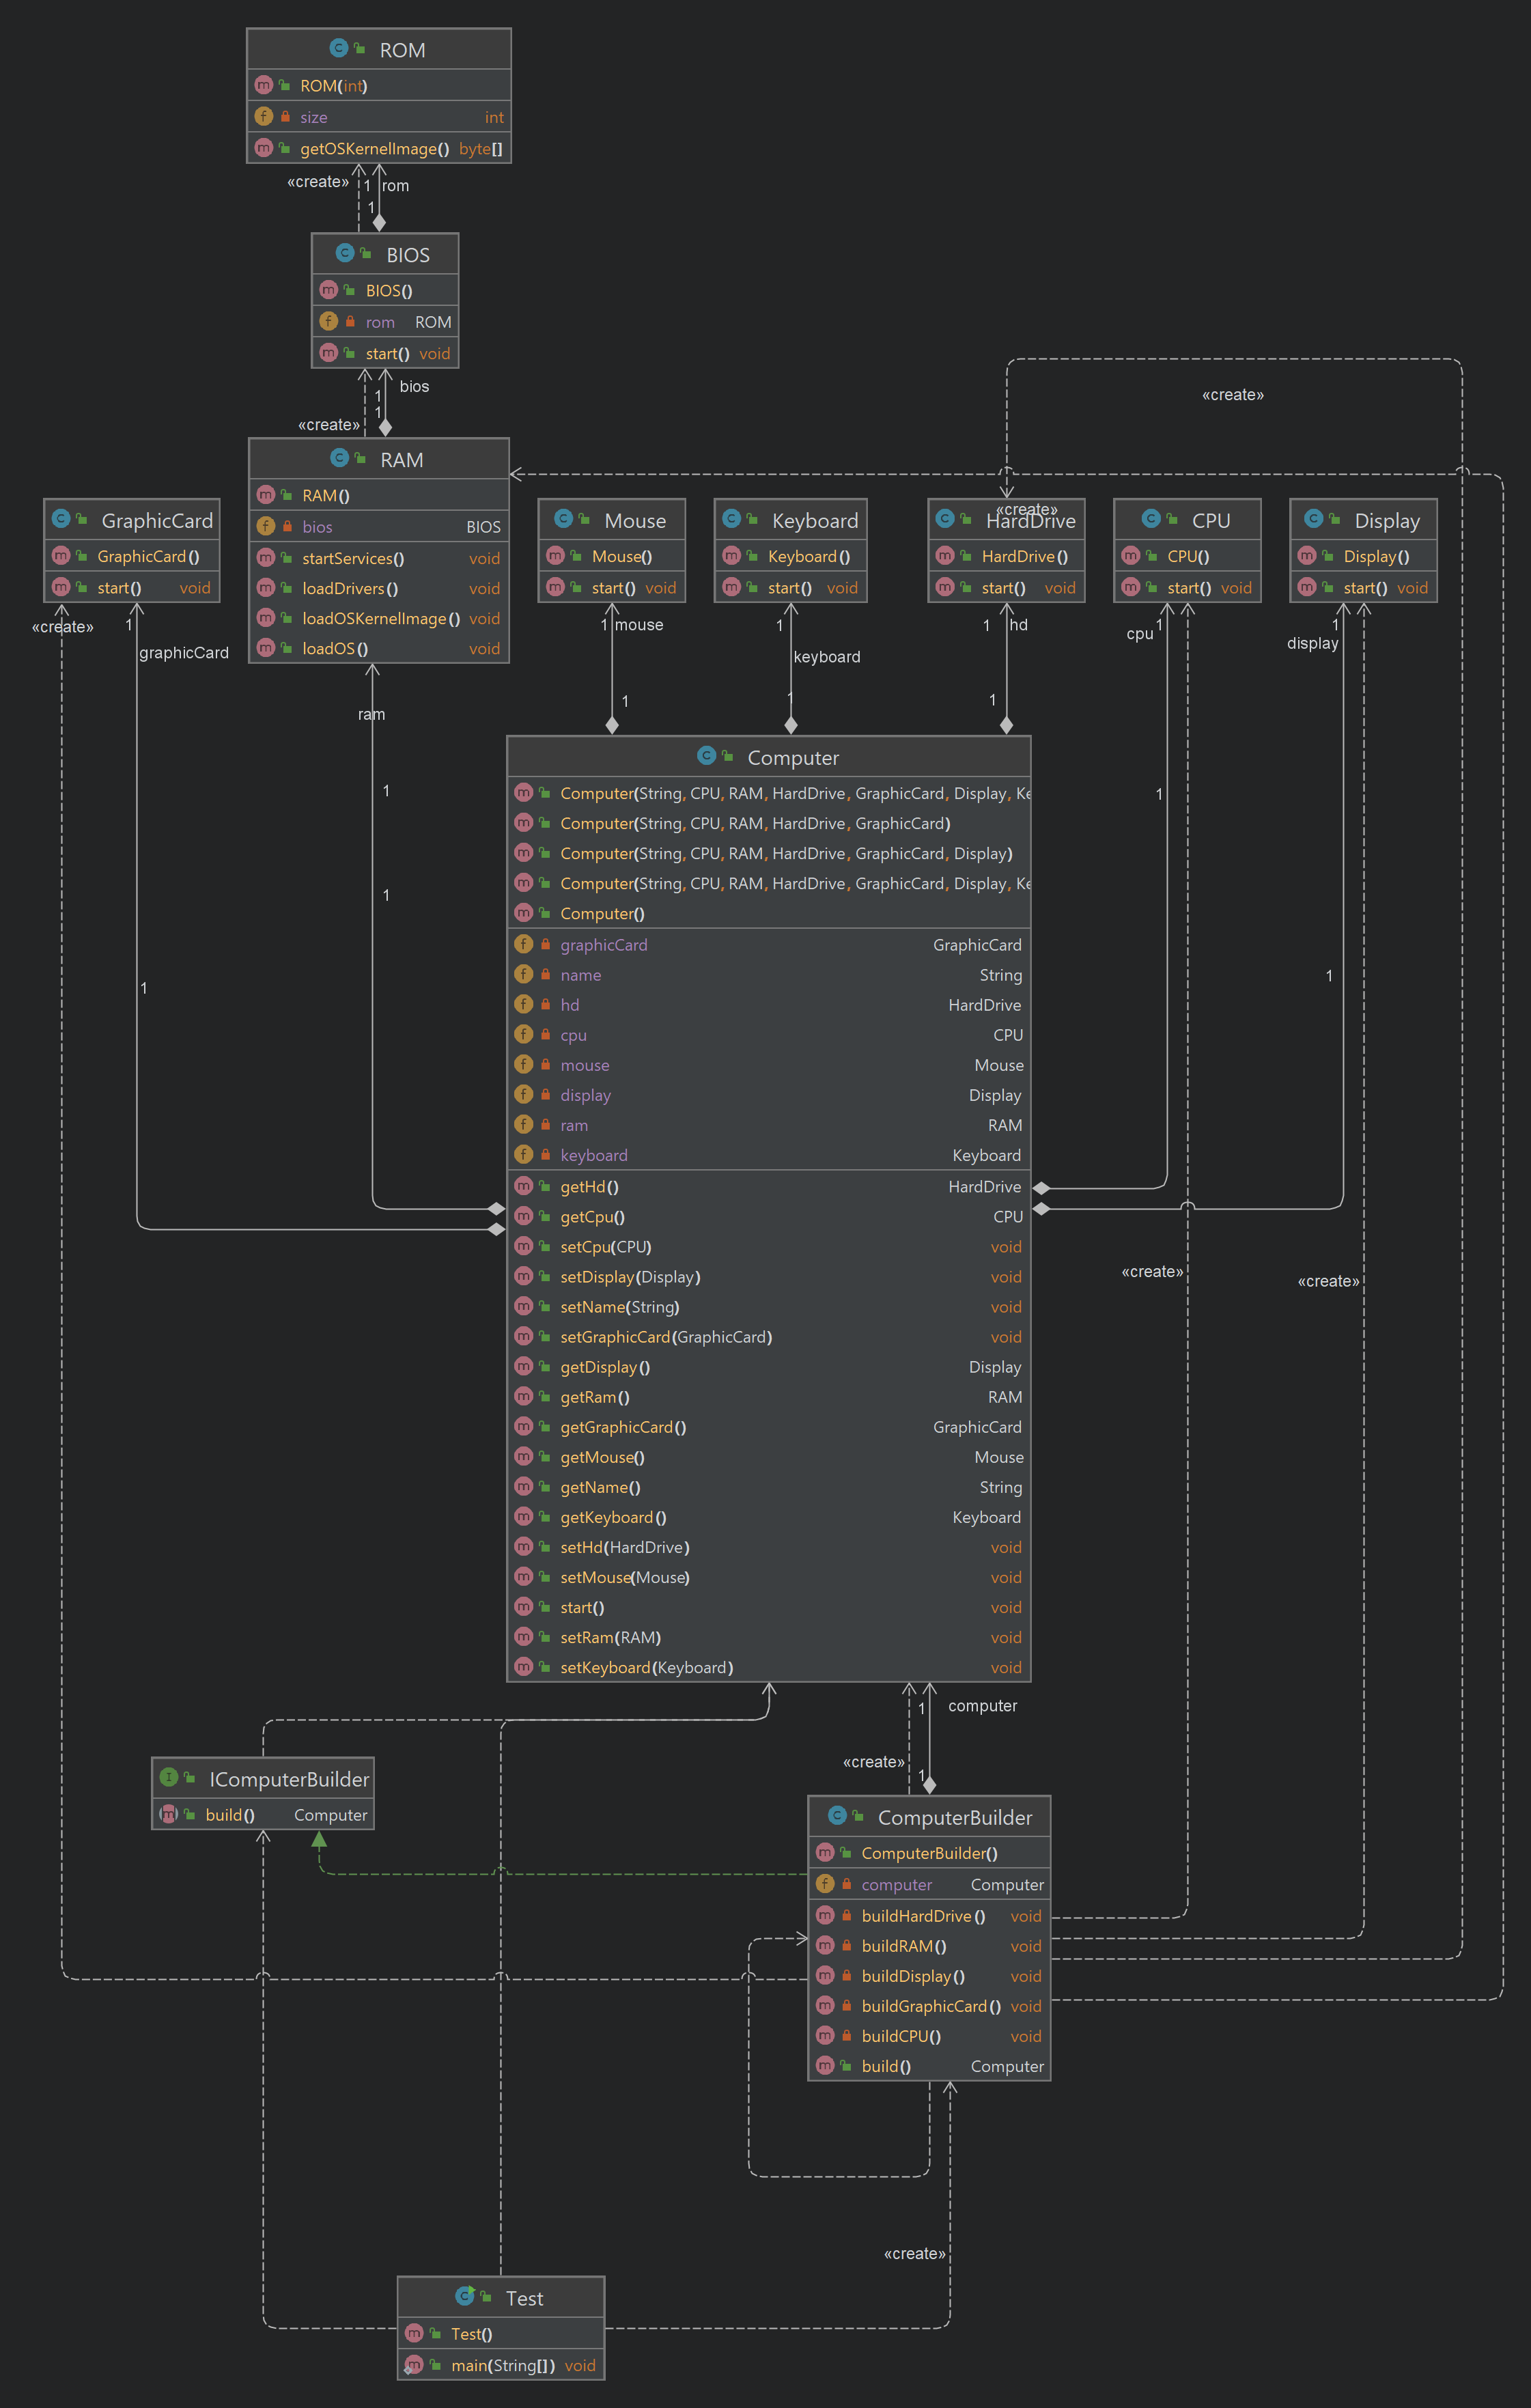 ROM
ROM(int)
size int
getOSKernelImage() byte[]
«create» 1 rom
1
BIOS
BIOS()
rom ROM
start() void
bios
1
1
«create»
«create»
RAM
RAM()
bios BIOS
startServices() void
loadDrivers() void
loadOSKernelImage() void
loadOS() void
GraphicCard
GraphicCard()
start() void
Mouse
Mouse()
start() void
Keyboard
Keyboard()
start() void
«create»
HardDrive
HardDrive()
start() void
CPU
CPU()
start() void
Display
Display()
start() void
«create» 1
graphicCard
1 mouse
1
keyboard
1 hd
cpu 1
display 1
ram
1
1
1
1
1
1
1
1
Computer
Computer(String, CPU, RAM, HardDrive, GraphicCard, Display, Ke
Computer(String, CPU, RAM, HardDrive, GraphicCard)
Computer(String, CPU, RAM, HardDrive, GraphicCard, Display)
Computer(String, CPU, RAM, HardDrive, GraphicCard, Display, Ke
Computer()
graphicCard GraphicCard
name String
hd HardDrive
cpu CPU
mouse Mouse
display Display
ram RAM
keyboard Keyboard
getHd() HardDrive
getCpu() CPU
setCpu(CPU) void
setDisplay(Display) void
setName(String) void
setGraphicCard(GraphicCard) void
getDisplay() Display
getRam() RAM
getGraphicCard() GraphicCard
getMouse() Mouse
getName() String
getKeyboard() Keyboard
setHd(HardDrive) void
setMouse(Mouse) void
start() void
setRam(RAM) void
setKeyboard(Keyboard) void
«create»
«create»
1 computer
«create»
1
IComputerBuilder
build() Computer
ComputerBuilder
ComputerBuilder()
computer Computer
buildHardDrive() void
buildRAM() void
buildDisplay() void
buildGraphicCard() void
buildCPU() void
build() Computer
«create»
Test
Test()
main(String[]) void